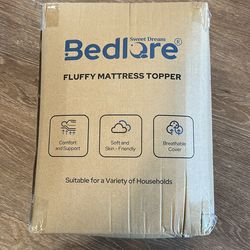 Sweet Dream
Bedlore®
FLUFFY MATTRESS TOPPER
Comfort
and Support
Soft and
Skin - Friendly
Breathable
Cover
Suitable for a Variety of Households